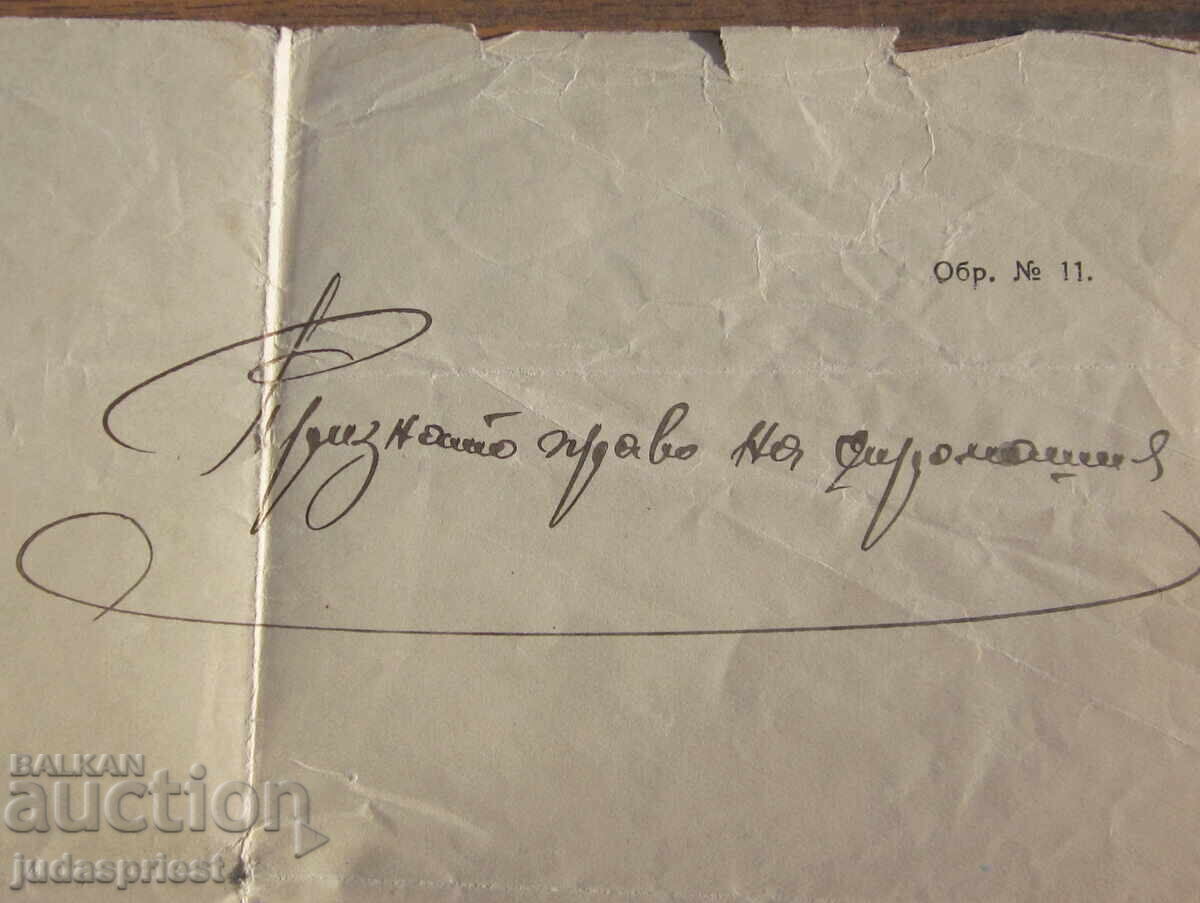 Обр. № 11.
Признато право на
BALKAN
auction
judaspriest